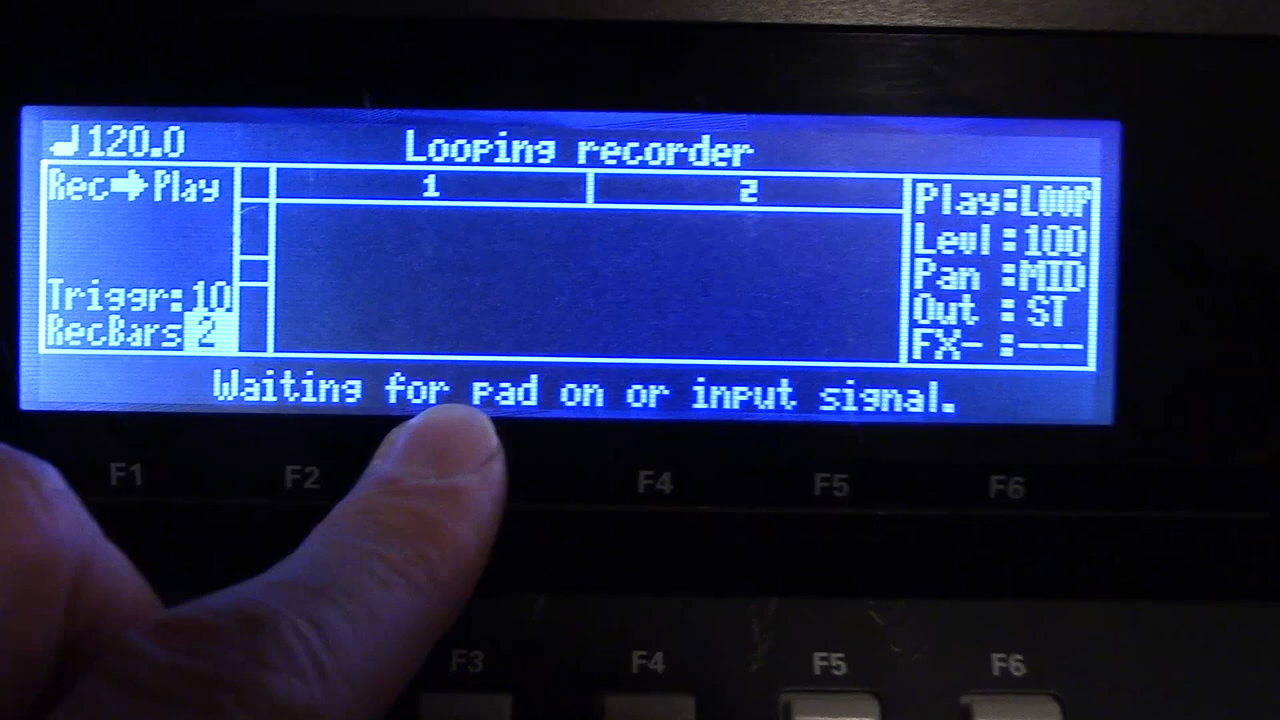 ♩120.0 Looping recorder
Rec➡Play 1 2 Play:LOOP
Levl:100
Pan :MID
Triggr:10 Out :ST
RecBars 2 FX- :---
Waiting for pad on or input signal.
F1 F2 F4 F5 F6
F3 F4 F5 F6